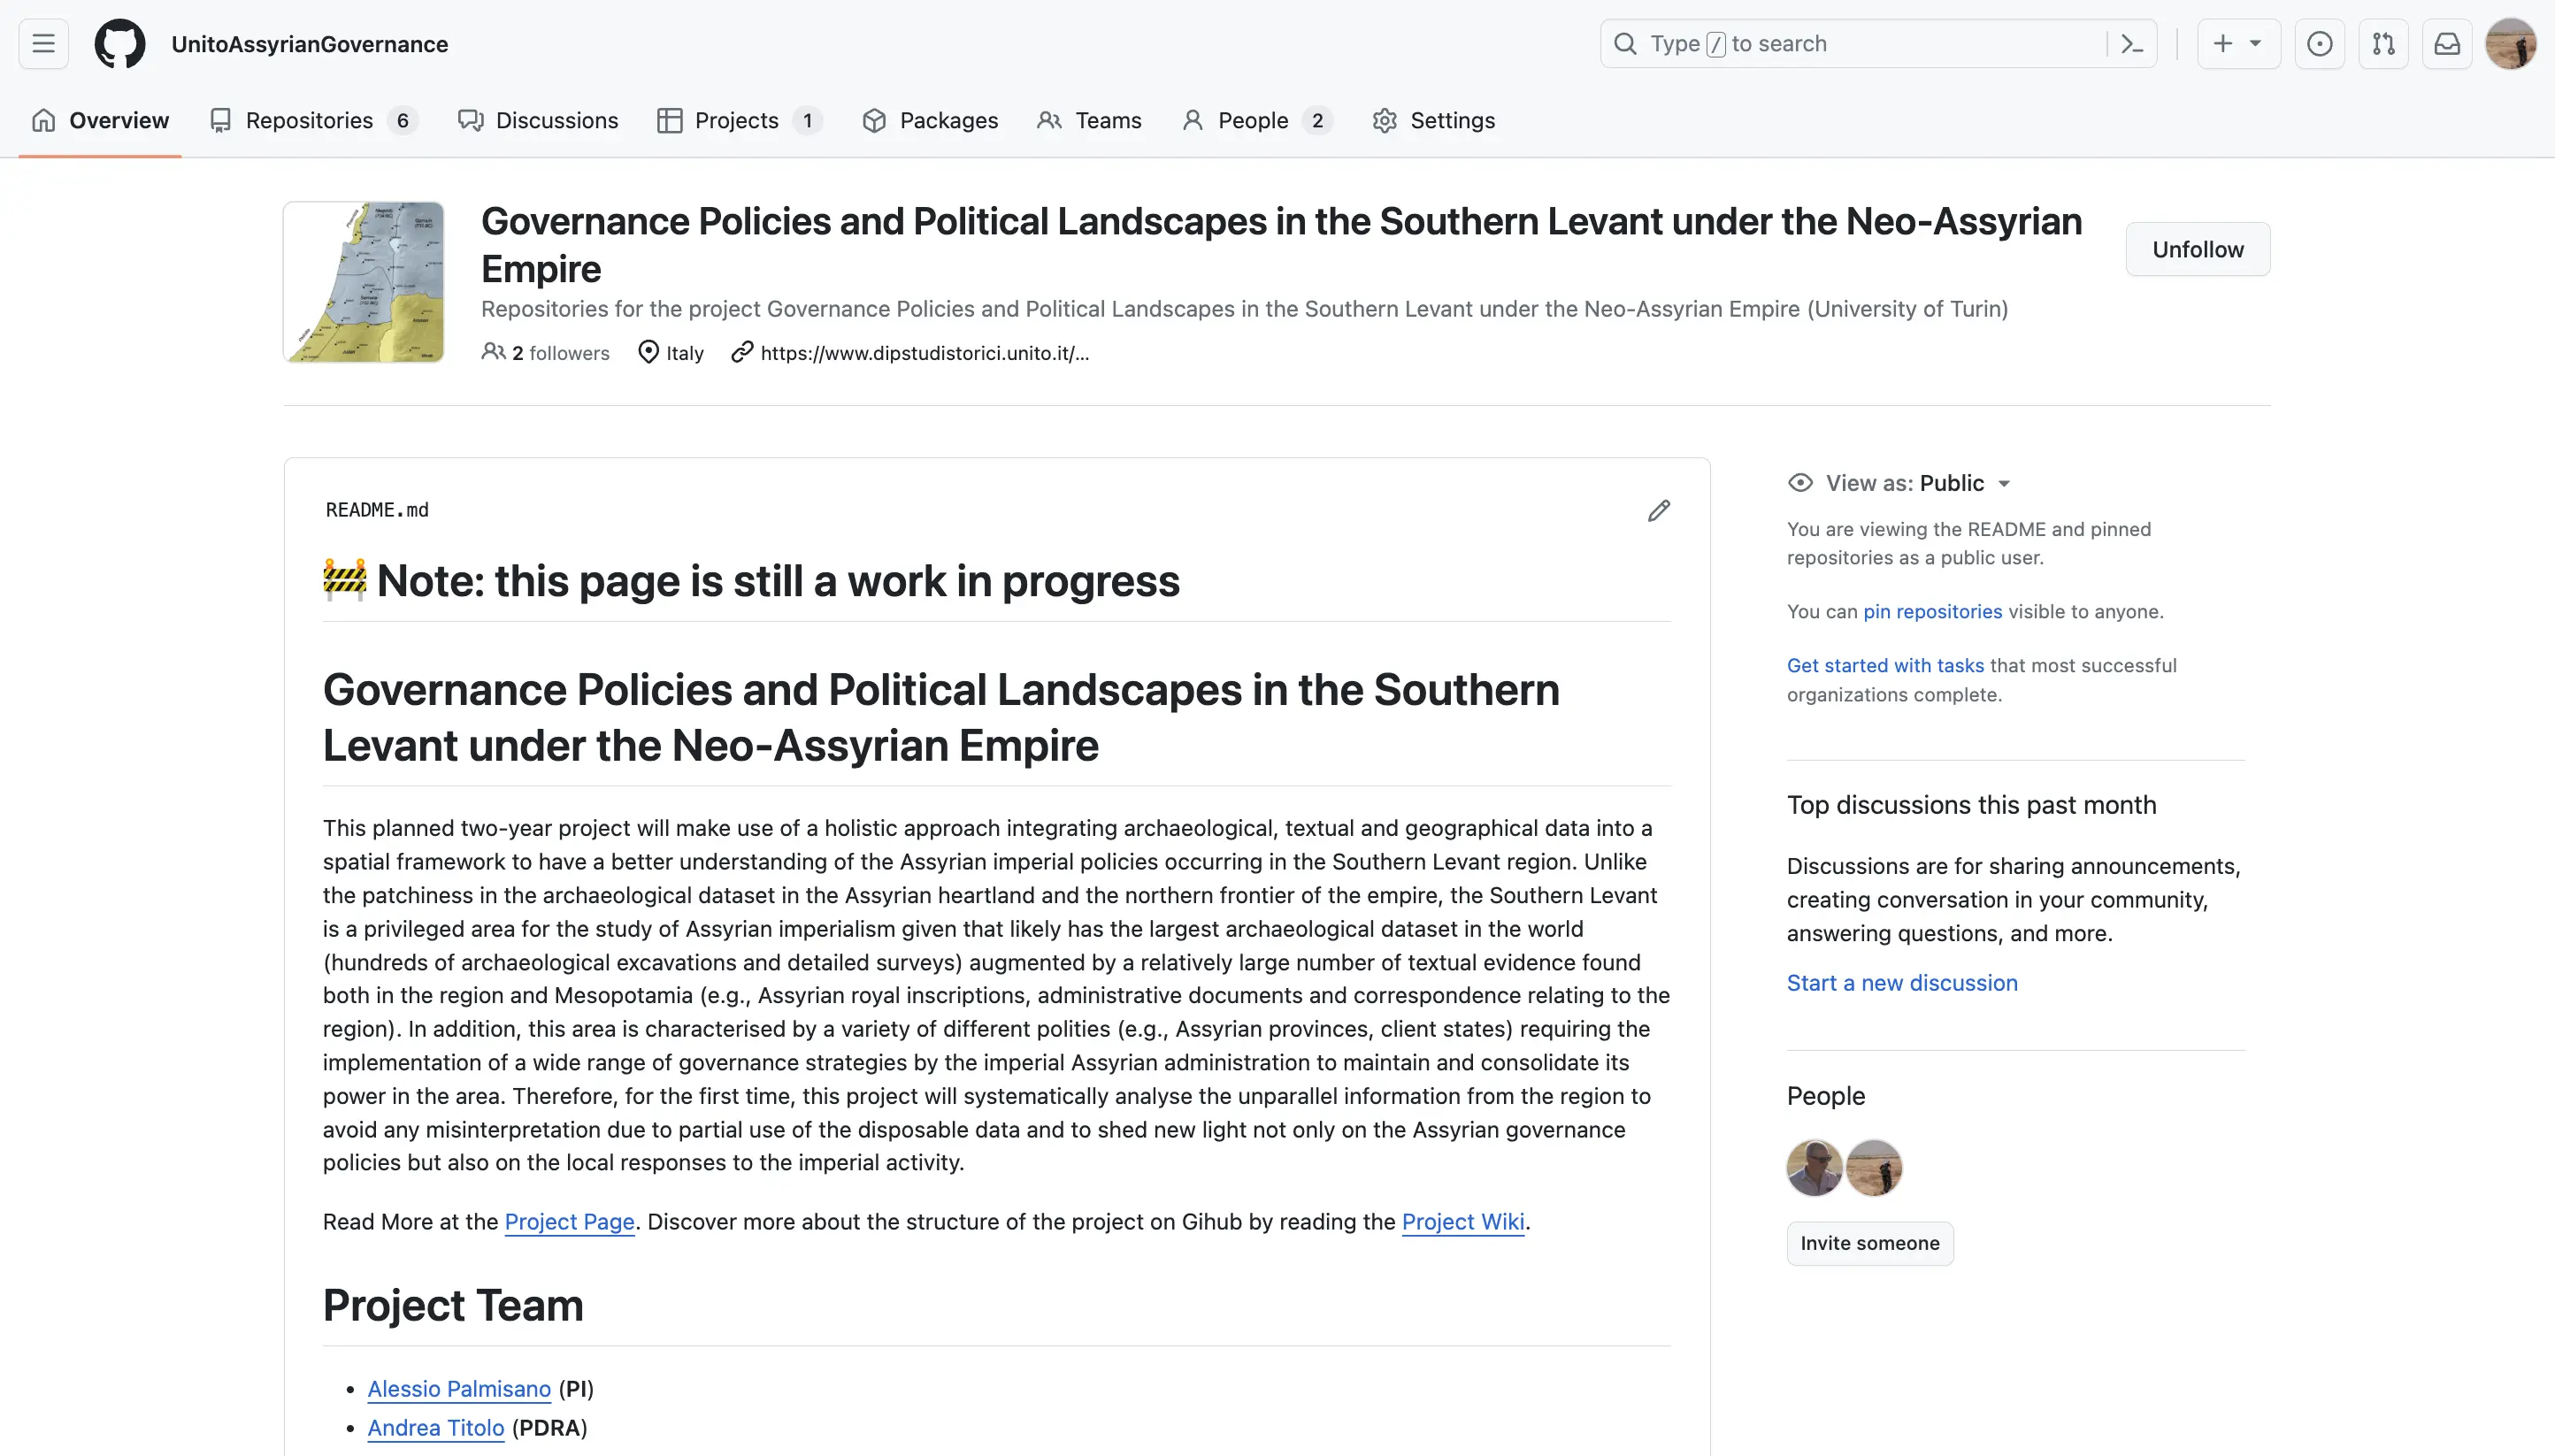 UnitoAssyrianGovernance
Type / to search
Overview
Repositories 6
Discussions
Projects 1
Packages
Teams
People 2
Settings
Governance Policies and Political Landscapes in the Southern Levant under the Neo-Assyrian
Empire
Unfollow
Repositories for the project Governance Policies and Political Landscapes in the Southern Levant under the Neo-Assyrian Empire (University of Turin)
2 followers
Italy
https://www.dipstudistorici.unito.it/...
README.md
🚧 Note: this page is still a work in progress
Governance Policies and Political Landscapes in the Southern
Levant under the Neo-Assyrian Empire
This planned two-year project will make use of a holistic approach integrating archaeological, textual and geographical data into a
spatial framework to have a better understanding of the Assyrian imperial policies occurring in the Southern Levant region. Unlike
the patchiness in the archaeological dataset in the Assyrian heartland and the northern frontier of the empire, the Southern Levant
is a privileged area for the study of Assyrian imperialism given that likely has the largest archaeological dataset in the world
(hundreds of archaeological excavations and detailed surveys) augmented by a relatively large number of textual evidence found
both in the region and Mesopotamia (e.g., Assyrian royal inscriptions, administrative documents and correspondence relating to the
region). In addition, this area is characterised by a variety of different polities (e.g., Assyrian provinces, client states) requiring the
implementation of a wide range of governance strategies by the imperial Assyrian administration to maintain and consolidate its
power in the area. Therefore, for the first time, this project will systematically analyse the unparallel information from the region to
avoid any misinterpretation due to partial use of the disposable data and to shed new light not only on the Assyrian governance
policies but also on the local responses to the imperial activity.
Read More at the Project Page. Discover more about the structure of the project on Gihub by reading the Project Wiki.
Project Team
• Alessio Palmisano (PI)
• Andrea Titolo (PDRA)
View as: Public
You are viewing the README and pinned
repositories as a public user.
You can pin repositories visible to anyone.
Get started with tasks that most successful
organizations complete.
Top discussions this past month
Discussions are for sharing announcements,
creating conversation in your community,
answering questions, and more.
Start a new discussion
People
Invite someone